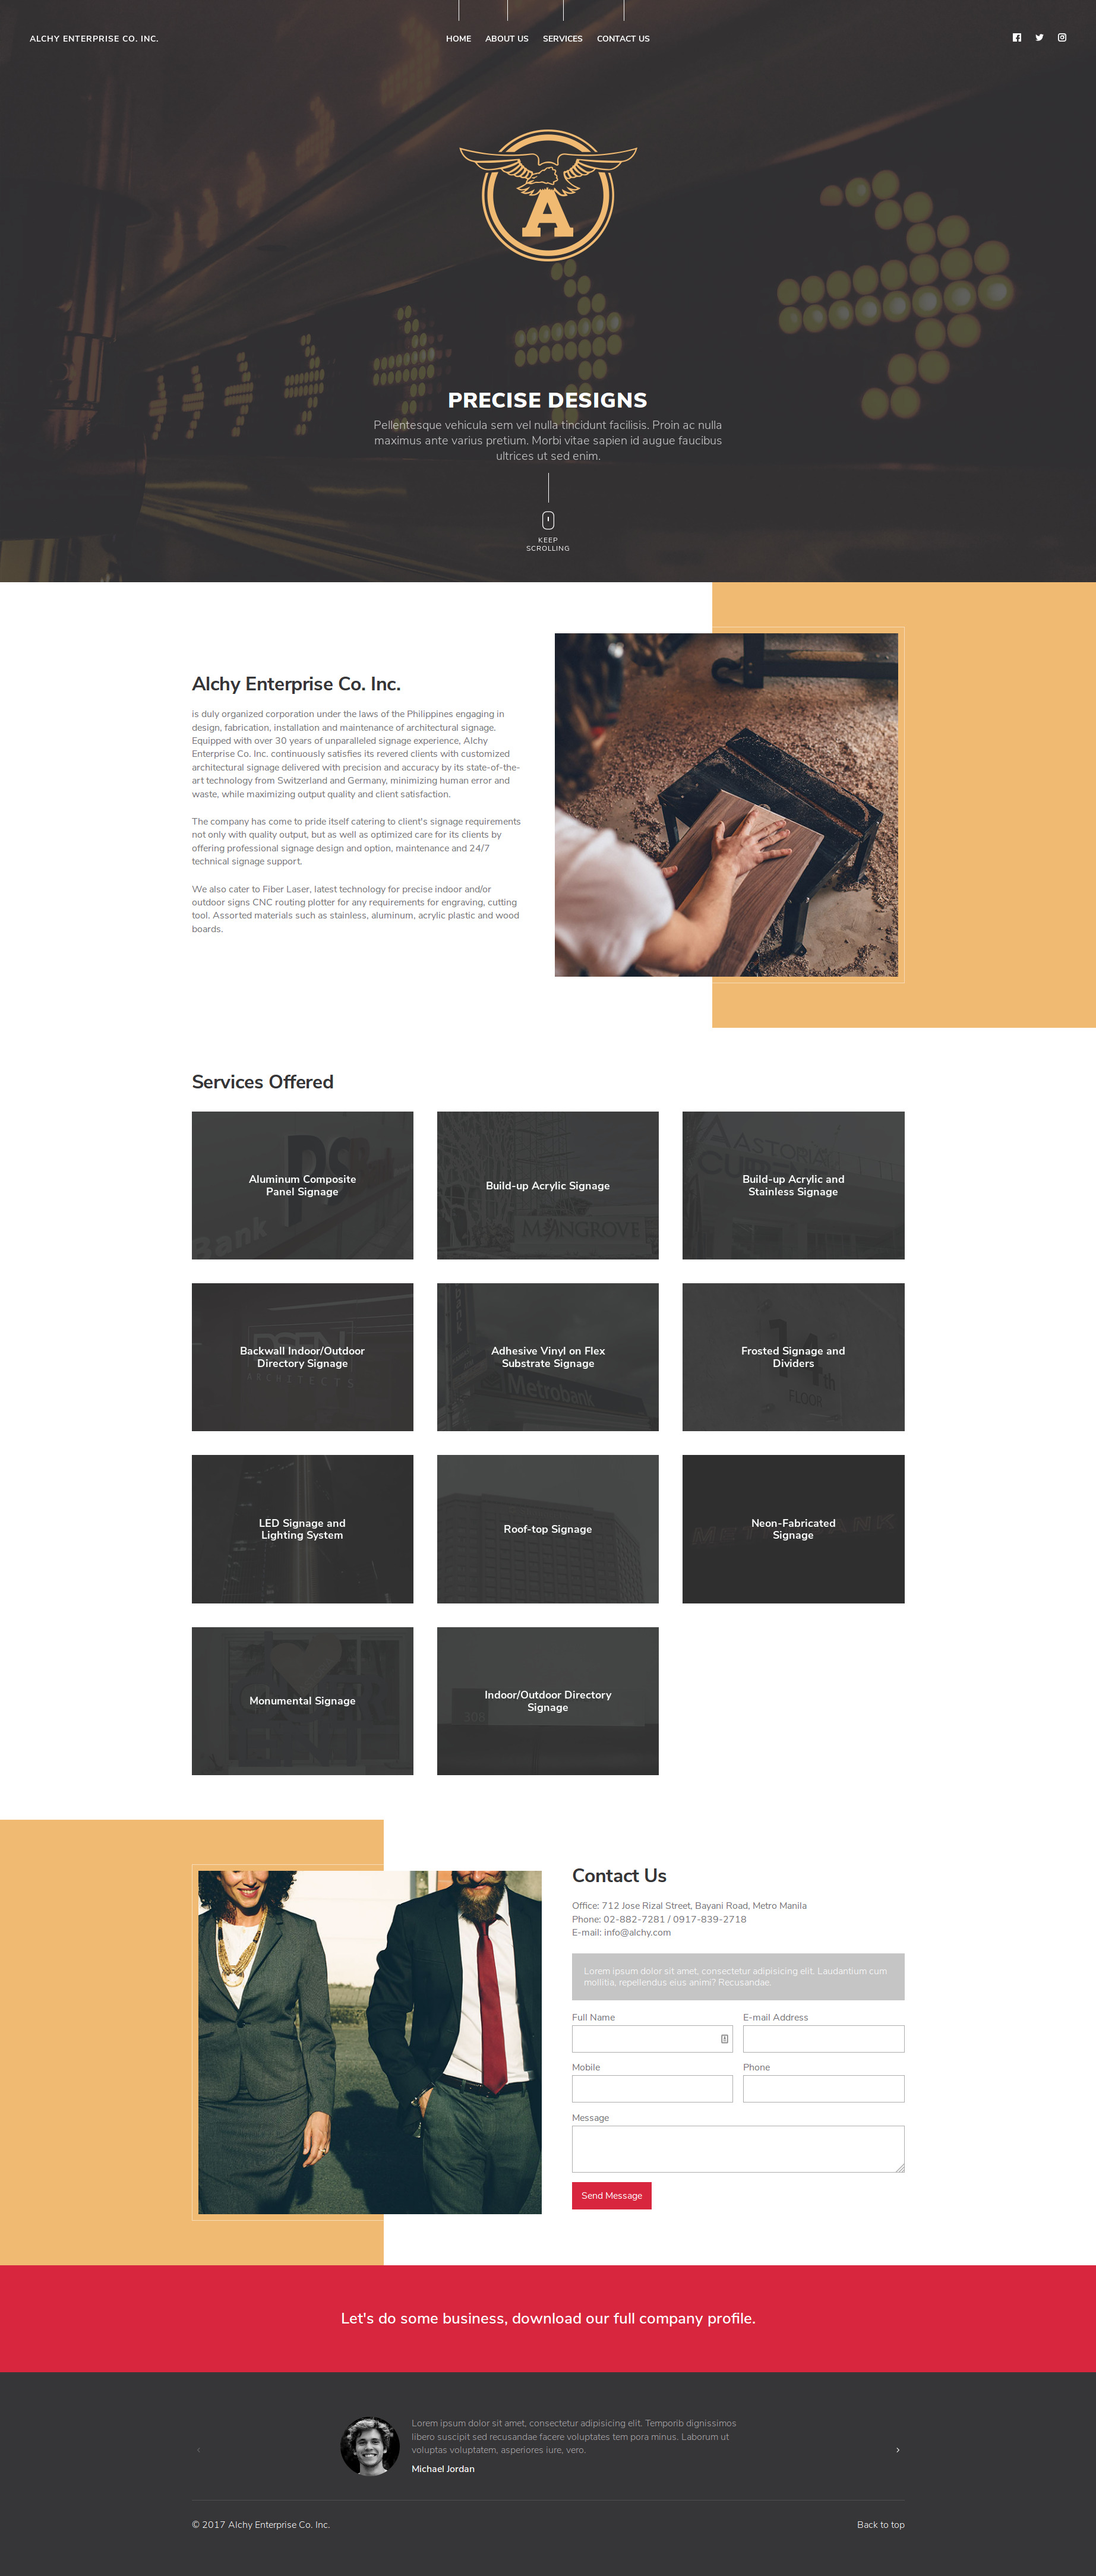 ALCHY ENTERPRISE CO. INC.
HOME ABOUT US SERVICES CONTACT US
A
PRECISE DESIGNS
Pellentesque vehicula sem vel nulla tincidunt facilisis. Proin ac nulla
maximus ante varius pretium. Morbi vitae sapien id augue faucibus
ultrices ut sed enim.
KEEP
SCROLLING
Alchy Enterprise Co. Inc.
is duly organized corporation under the laws of the Philippines engaging in
design, fabrication, installation and maintenance of architectural signage.
Equipped with over 30 years of unparalleled signage experience, Alchy
Enterprise Co. Inc. continuously satisfies its revered clients with customized
architectural signage delivered with precision and accuracy by its state-of-the-
art technology from Switzerland and Germany, minimizing human error and
waste, while maximizing output quality and client satisfaction.
The company has come to pride itself catering to client's signage requirements
not only with quality output, but as well as optimized care for its clients by
offering professional signage design and option, maintenance and 24/7
technical signage support.
We also cater to Fiber Laser, latest technology for precise indoor and/or
outdoor signs CNC routing plotter for any requirements for engraving, cutting
tool. Assorted materials such as stainless, aluminum, acrylic plastic and wood
boards.
Services Offered
Aluminum Composite
Panel Signage
PS
Bank
Build-up Acrylic Signage
MANGROVE
Build-up Acrylic and
Stainless Signage
ASTORIA
Backwall Indoor/Outdoor
Directory Signage
ARCHITECTS
Adhesive Vinyl on Flex
Substrate Signage
Metrobank
Frosted Signage and
Dividers
14th
FLOOR
LED Signage and
Lighting System
Roof-top Signage
Neon-Fabricated
Signage
Monumental Signage
Indoor/Outdoor Directory
Signage
308
Contact Us
Office: 712 Jose Rizal Street, Bayani Road, Metro Manila
Phone: 02-882-7281 / 0917-839-2718
E-mail: info@alchy.com
Lorem ipsum dolor sit amet, consectetur adipisicing elit. Laudantium cum
mollitia, repellendus eius animi? Recusandae.
Full Name E-mail Address
Mobile Phone
Message
Send Message
Let's do some business, download our full company profile.
Lorem ipsum dolor sit amet, consectetur adipisicing elit. Temporib dignissimos
libero suscipit sed recusandae facere voluptates tem pora minus. Laborum ut
voluptas voluptatem, asperiores iure, vero.
Michael Jordan
© 2017 Alchy Enterprise Co. Inc. Back to top